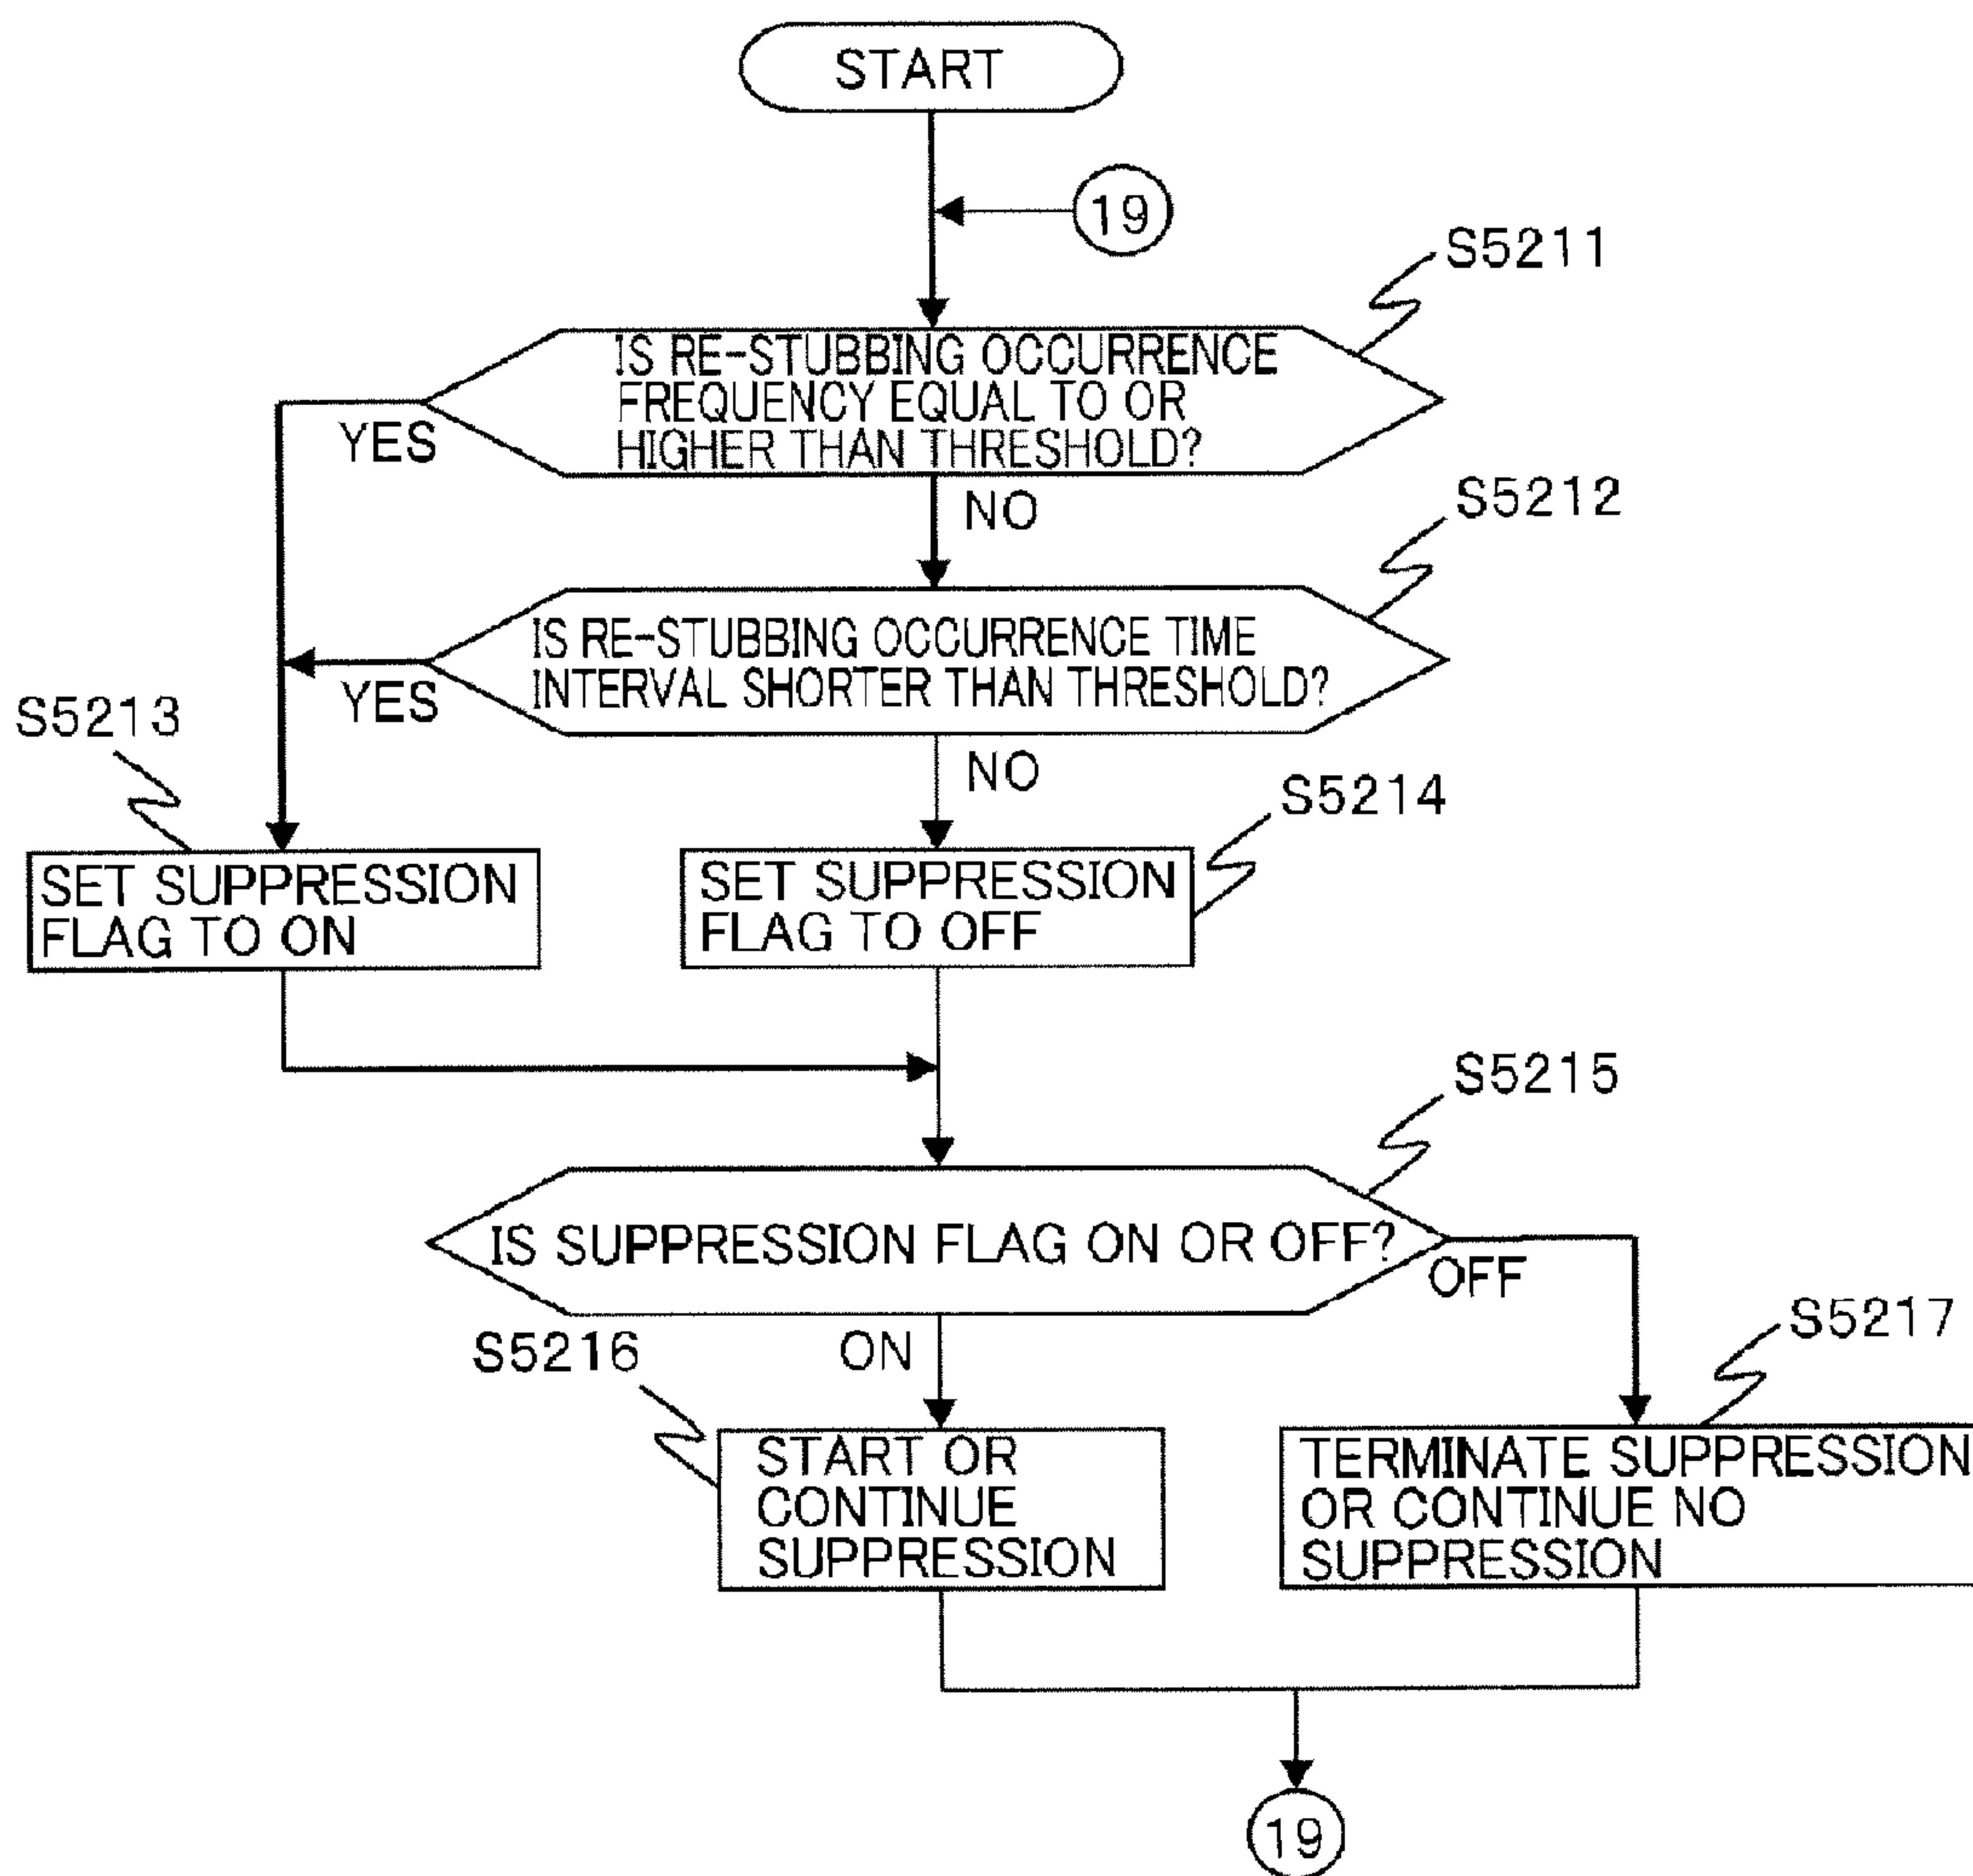 START
19
S5211
IS RE-STUBBING OCCURRENCE
FREQUENCY EQUAL TO OR
HIGHER THAN THRESHOLD?
YES
NO
S5212
IS RE-STUBBING OCCURRENCE TIME
INTERVAL SHORTER THAN THRESHOLD?
YES
NO
S5213
S5214
SET SUPPRESSION
FLAG TO ON
SET SUPPRESSION
FLAG TO OFF
S5215
IS SUPPRESSION FLAG ON OR OFF?
OFF
ON
S5216
S5217
START OR
CONTINUE
SUPPRESSION
TERMINATE SUPPRESSION
OR CONTINUE NO
SUPPRESSION
19